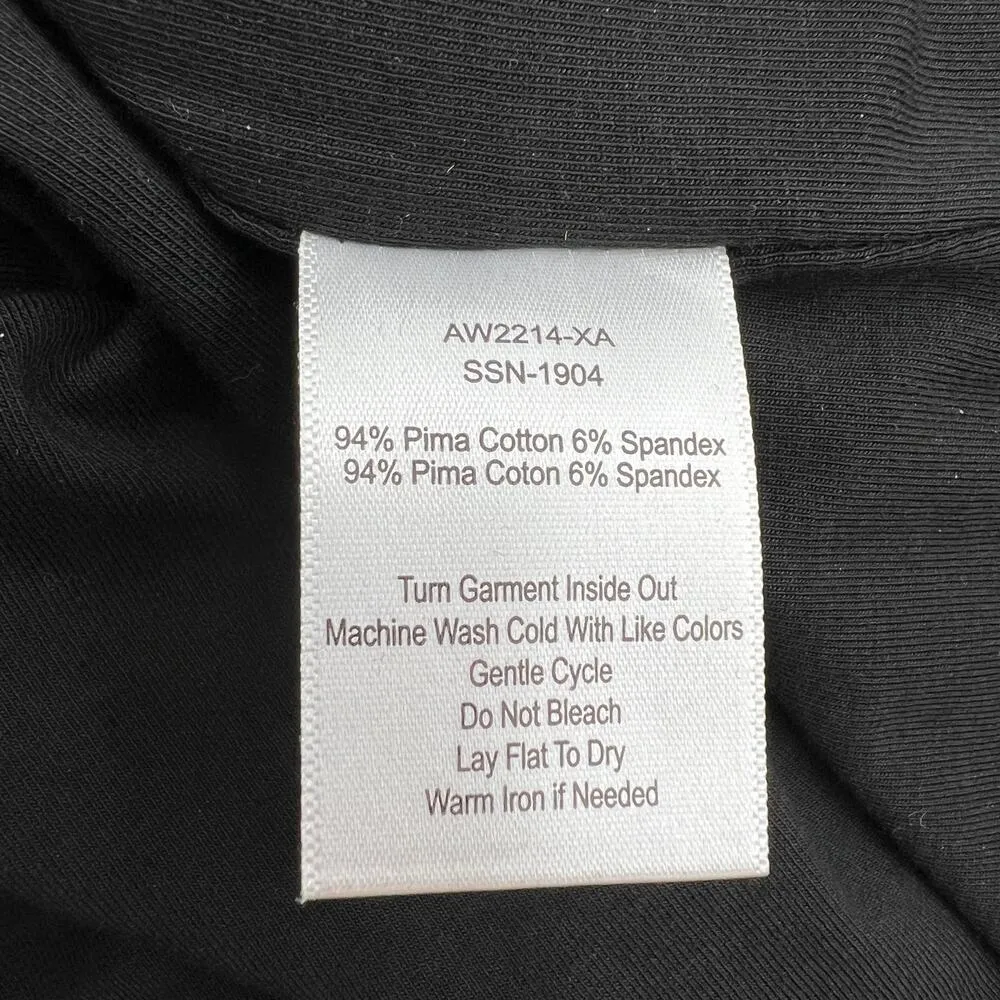 AW2214-XA
SSN-1904
94% Pima Cotton 6% Spandex
94% Pima Coton 6% Spandex
Turn Garment Inside Out
Machine Wash Cold With Like Colors
Gentle Cycle
Do Not Bleach
Lay Flat To Dry
Warm Iron if Needed